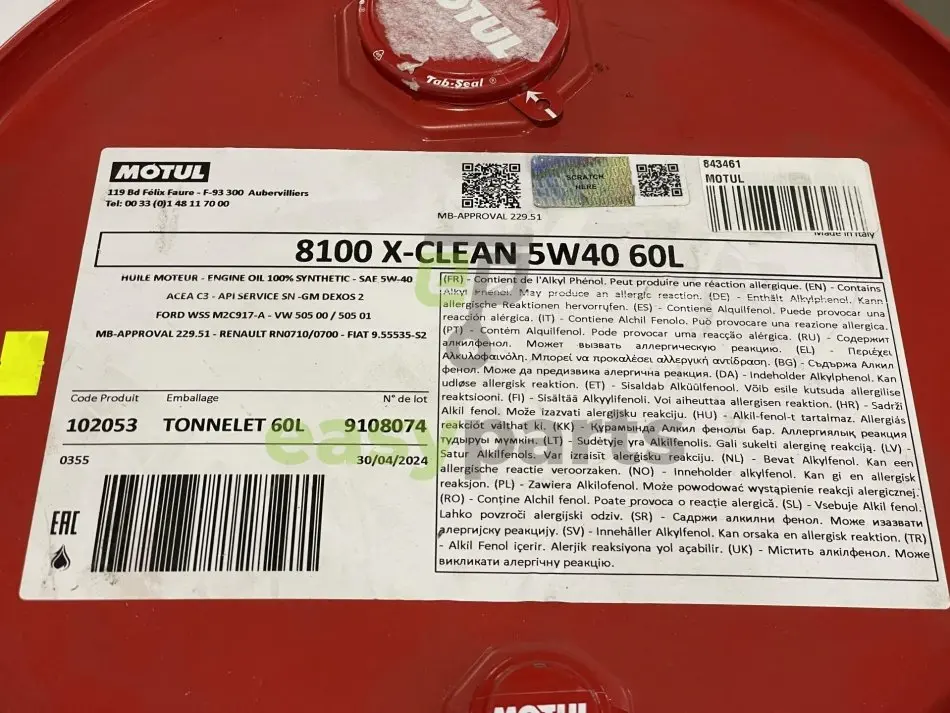 MOTUL
Tab-Seal ®
MOTUL
119 Bd Félix Faure - F-93 300 Aubervilliers
Tel: 00 33 (0)1 48 11 70 00
MB-APPROVAL 229.51
SCRATCH
HERE
843461
MOTUL
Made in Italy
8100 X-CLEAN 5W40 60L
HUILE MOTEUR - ENGINE OIL 100% SYNTHETIC - SAE 5W-40
ACEA C3 - API SERVICE SN -GM DEXOS 2
FORD WSS M2C917-A - VW 505 00 / 505 01
MB-APPROVAL 229.51 - RENAULT RN0710/0700 - FIAT 9.55535-S2
Code Produit Emballage N° de lot
102053 TONNELET 60L 9108074
0355 30/04/2024
EAC
(FR) - Contient de l'Alkyl Phénol. Peut produire une réaction allergique. (EN) - Contains
Alkyl Phenol. May produce an allergic reaction. (DE) - Enthält Alkylphenol. Kann
allergische Reaktionen hervorrufen. (ES) - Contiene Alquilfenol. Puede provocar una
reacción alérgica. (IT) - Contiene Alchil Fenolo. Può provocare una reazione allergica.
(PT) - Contém Alquilfenol. Pode provocar uma reacção alérgica. (RU) - Содержит
алкилфенол. Может вызвать аллергическую реакцию. (EL) - Περιέχει
Αλκυλοφαινόλη. Μπορεί να προκαλέσει αλλεργική αντίδραση. (BG) - Съдържа Алкил
фенол. Може да предизвика алергична реакция. (DA) - Indeholder Alkylphenol. Kan
udløse allergisk reaktion. (ET) - Sisaldab Alküülfenool. Võib esile kutsuda allergilise
reaktsiooni. (FI) - Sisältää Alkyylifenoli. Voi aiheuttaa allergisen reaktion. (HR) - Sadrži
Alkil fenol. Može izazvati alergijsku reakciju. (HU) - Alkil-fenol-t tartalmaz. Allergiás
reakciót válthat ki. (KK) - Курамында Алкил фенолы бар. Аллергиялық реакция
тудыруы мүмкін. (LT) - Sudėtyje yra Alkilfenolis. Gali sukelti alerginę reakciją. (LV) -
Satur Alkilfenols. Var izraisīt alerģisku reakciju. (NL) - Bevat Alkylfenol. Kan een
allergische reactie veroorzaken. (NO) - Inneholder alkylfenol. Kan gi en allergisk
reaksjon. (PL) - Zawiera Alkilofenol. Może powodować wystąpienie reakcji alergicznej.
(RO) - Conține Alchil fenol. Poate provoca o reacție alergică. (SL) - Vsebuje Alkil fenol.
Lahko povzroči alergijski odziv. (SR) - Садржи алкилни фенол. Може изазвати
алергијску реакцију. (SV) - Innehåller Alkylfenol. Kan orsaka en allergisk reaktion. (TR)
- Alkil Fenol içerir. Alerjik reaksiyona yol açabilir. (UK) - Містить алкілфенол. Може
викликати алергічну реакцію.
easyparts
MOTUL